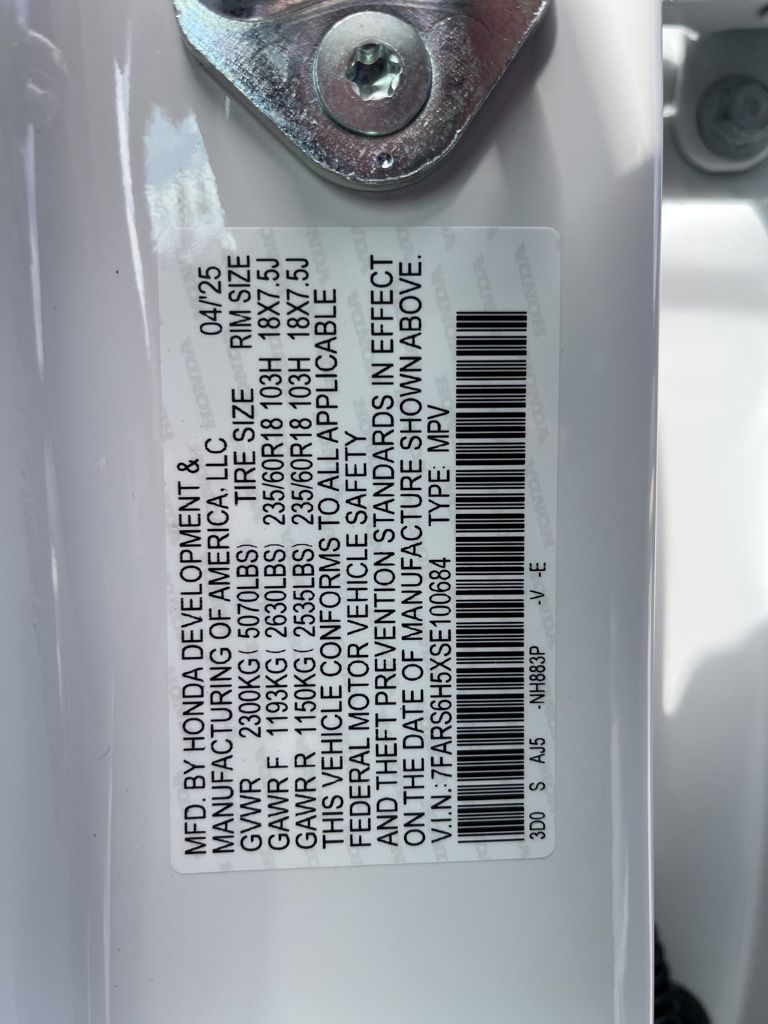 MFD. BY HONDA DEVELOPMENT &
MANUFACTURING OF AMERICA, LLC 04/'25
GVWR 2300KG( 5070LBS) TIRE SIZE RIM SIZE
GAWR F 1193KG( 2630LBS) 235/60R18 103H 18X7.5J
GAWR R 1150KG( 2535LBS) 235/60R18 103H 18X7.5J
THIS VEHICLE CONFORMS TO ALL APPLICABLE
FEDERAL MOTOR VEHICLE SAFETY
AND THEFT PREVENTION STANDARDS IN EFFECT
ON THE DATE OF MANUFACTURE SHOWN ABOVE.
V.I.N.: 7FARS6H5XSE100684 TYPE: MPV
3D0 S AJ5 -NH883P -V -E